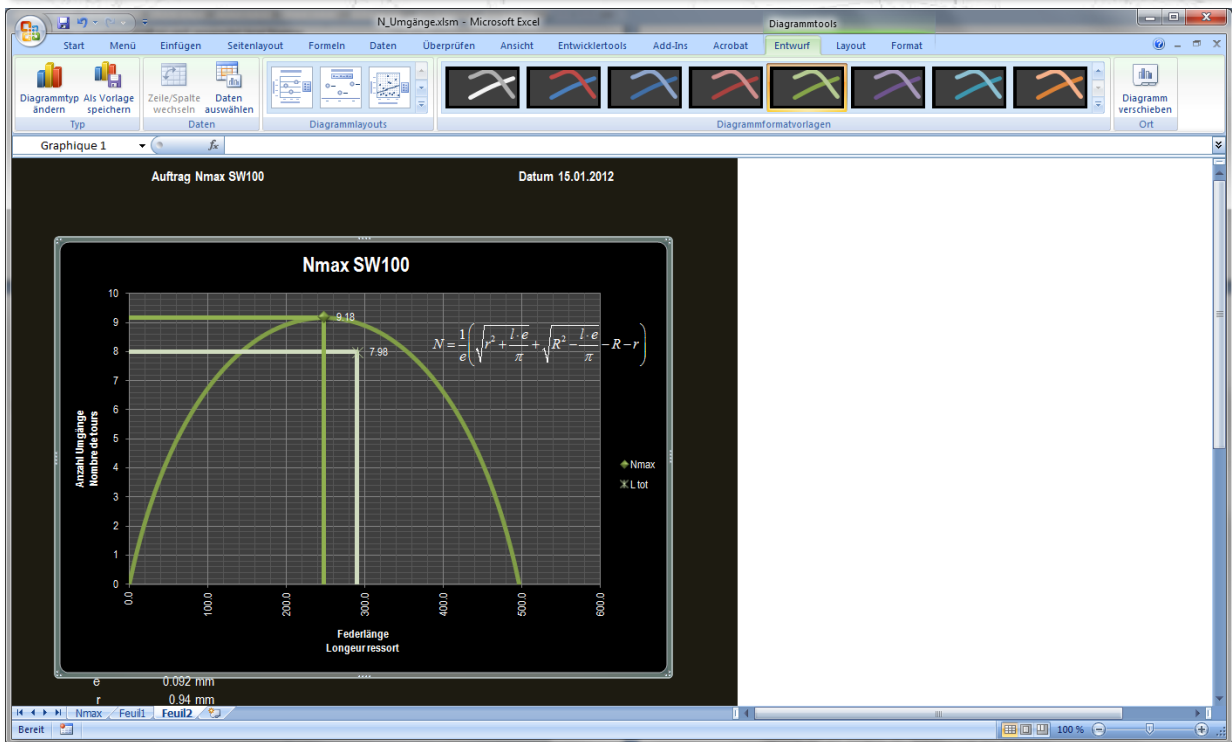 N_Umgänge.xlsm - Microsoft Excel
Diagrammtools
Start Menü Einfügen Seitenlayout Formeln Daten Überprüfen Ansicht Entwicklertools Add-Ins Acrobat Entwurf Layout Format
Diagrammtyp ändern
Als Vorlage speichern
Zeile/Spalte wechseln
Daten auswählen
Diagramm verschieben
Typ Daten Diagrammlayouts Diagrammformatvorlagen Ort
Graphique 1 fx
Auftrag Nmax SW100 Datum 15.01.2012
Nmax SW100
10
9
8
7
6
5
4
3
2
1
0
9.18
7.98
N = 1/e ( √(r² + l·e/π) + √(R² − l·e/π) − R − r )
Anzahl Umgänge
Nombre de tours
Nmax
L tot
0.0 100.0 200.0 300.0 400.0 500.0 600.0
Federlänge
Longeur ressort
e 0.092 mm
r 0.94 mm
Nmax Feuil1 Feuil2
Bereit 100 %